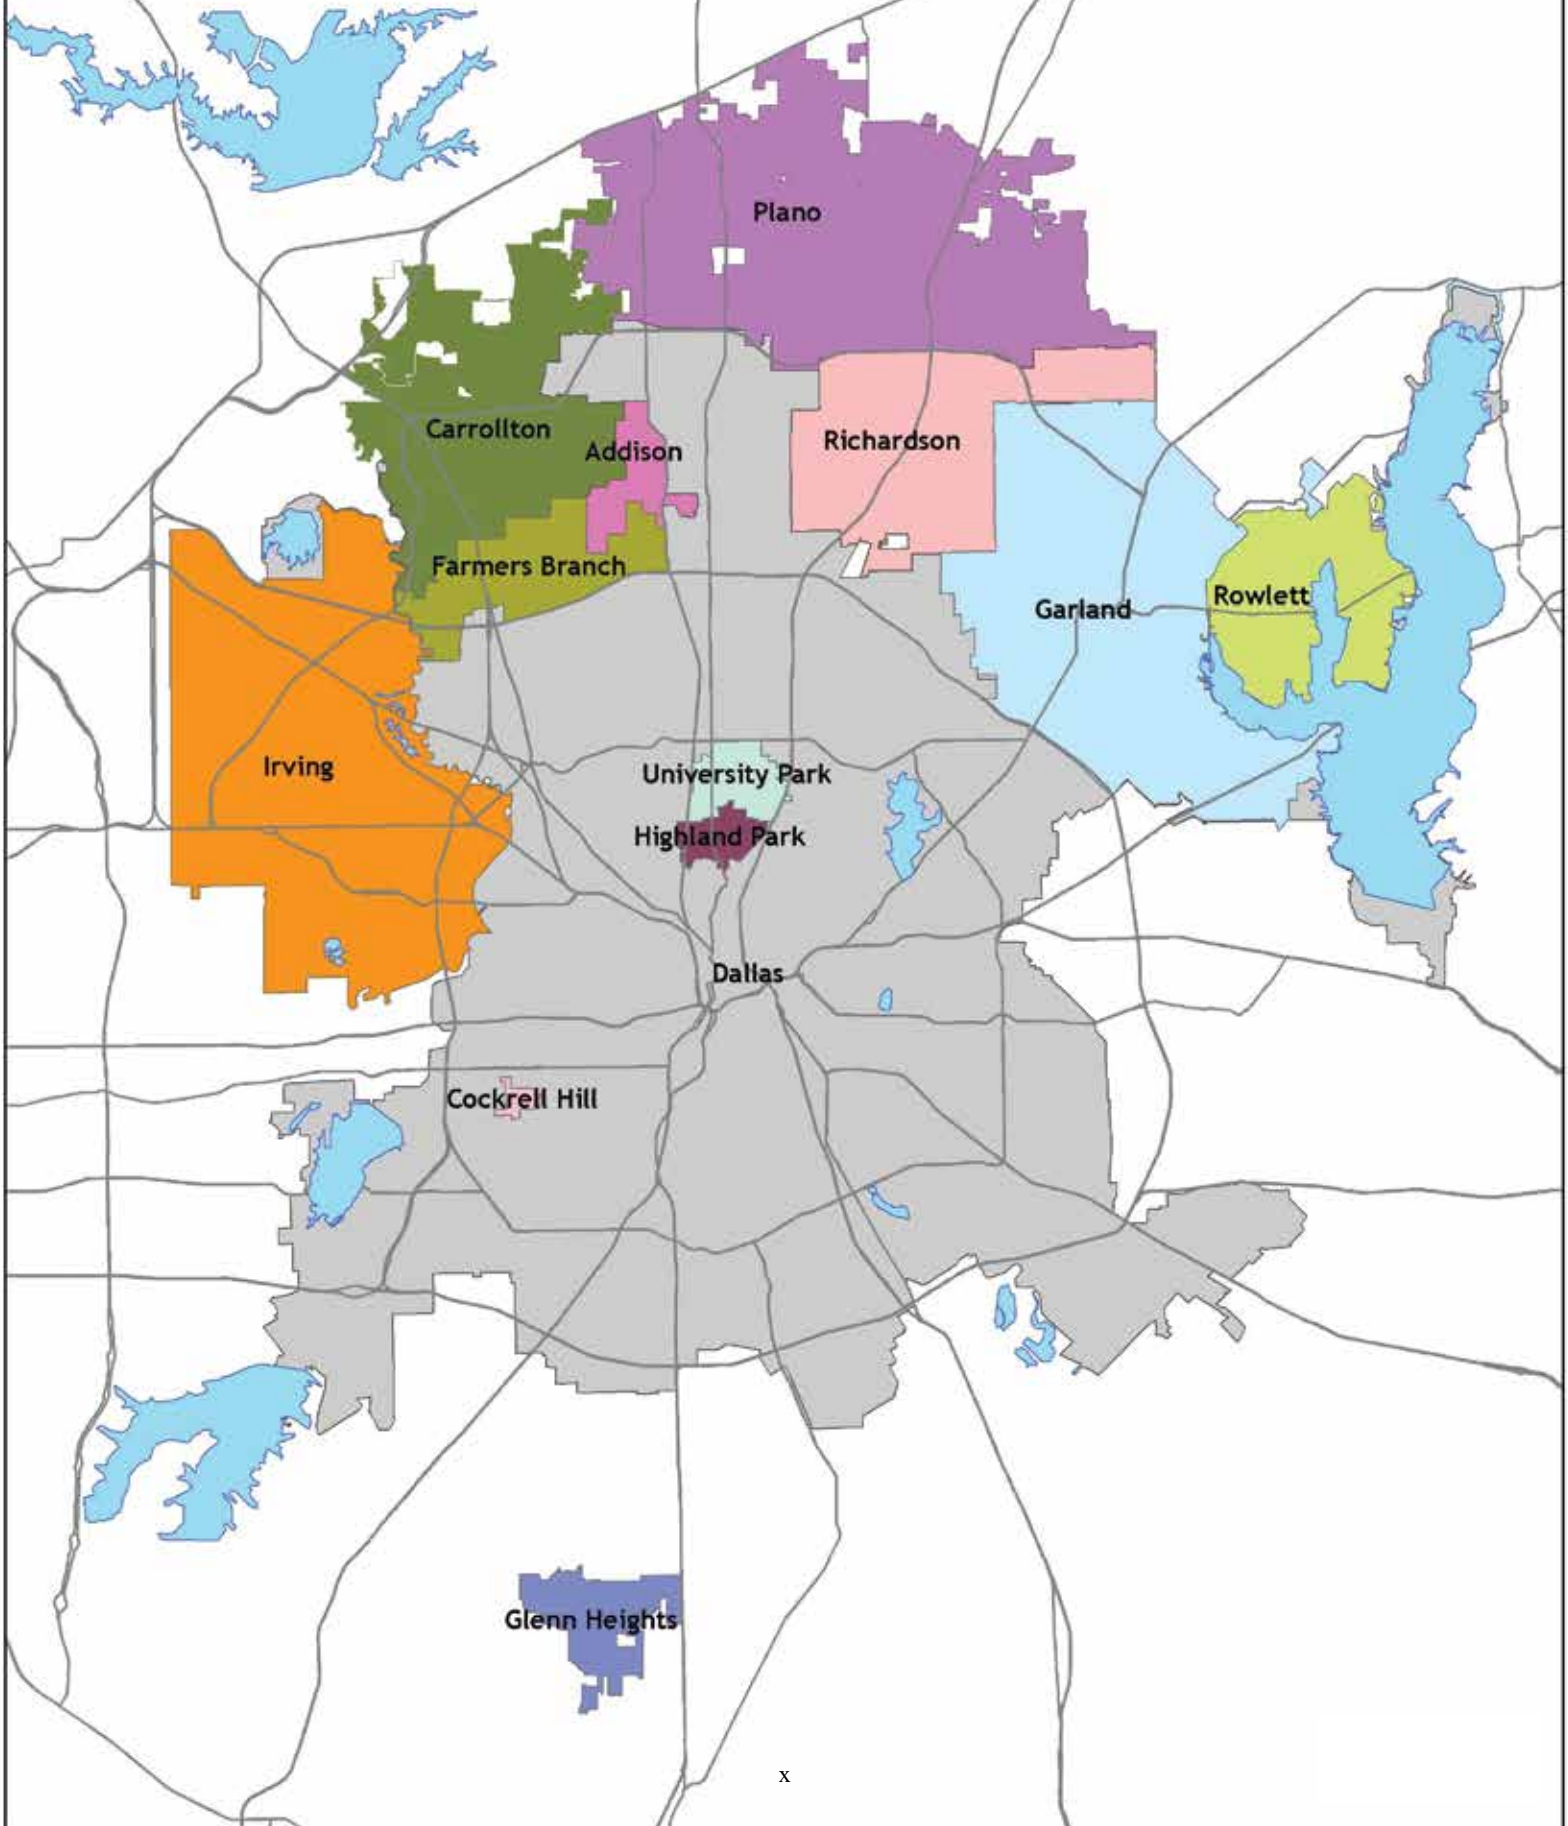 Plano
Carrollton
Addison
Richardson
Farmers Branch
Garland
Rowlett
Irving
University Park
Highland Park
Dallas
Cockrell Hill
Glenn Heights
x